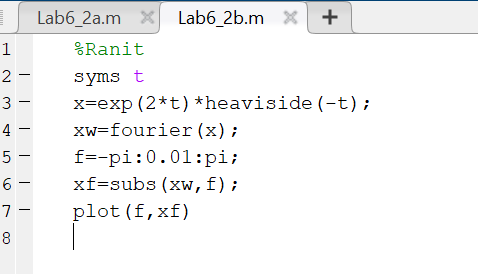 Lab6_2a.m × Lab6_2b.m × +
1 %Ranit
2 – syms t
3 – x=exp(2*t)*heaviside(-t);
4 – xw=fourier(x);
5 – f=-pi:0.01:pi;
6 – xf=subs(xw,f);
7 – plot(f,xf)
8